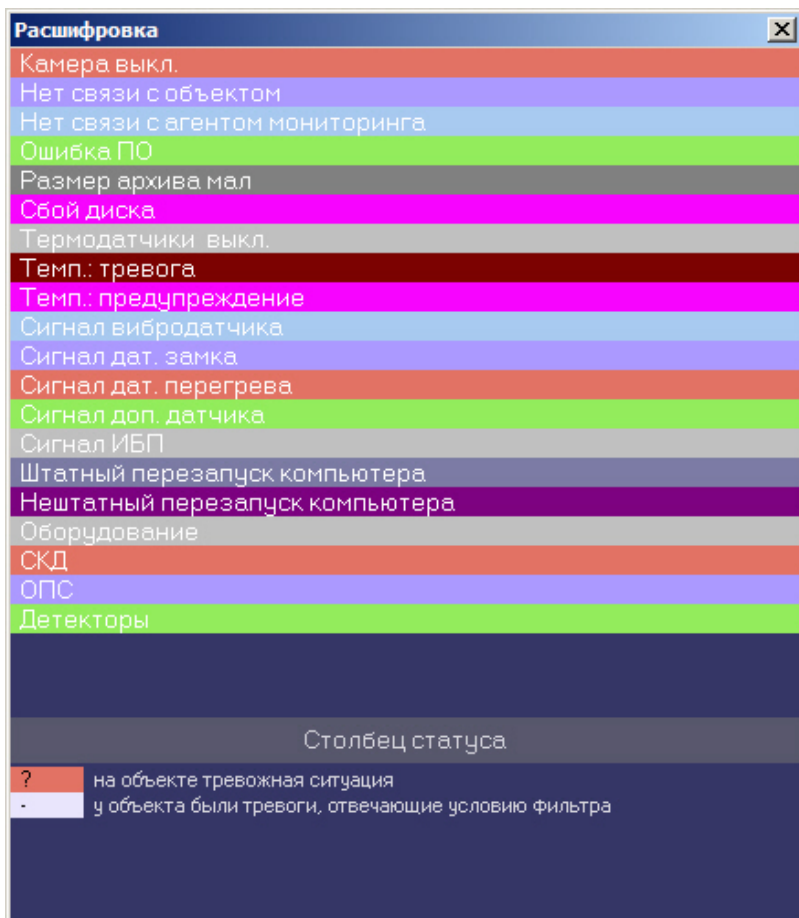 Расшифровка
Камера выкл.
Нет связи с объектом
Нет связи с агентом мониторинга
Ошибка ПО
Размер архива мал
Сбой диска
Термодатчики выкл.
Темп.: тревога
Темп.: предупреждение
Сигнал вибродатчика
Сигнал дат. замка
Сигнал дат. перегрева
Сигнал доп. датчика
Сигнал ИБП
Штатный перезапуск компьютера
Нештатный перезапуск компьютера
Оборудование
СКД
ОПС
Детекторы
Столбец статуса
? на объекте тревожная ситуация
- у объекта были тревоги, отвечающие условию фильтра